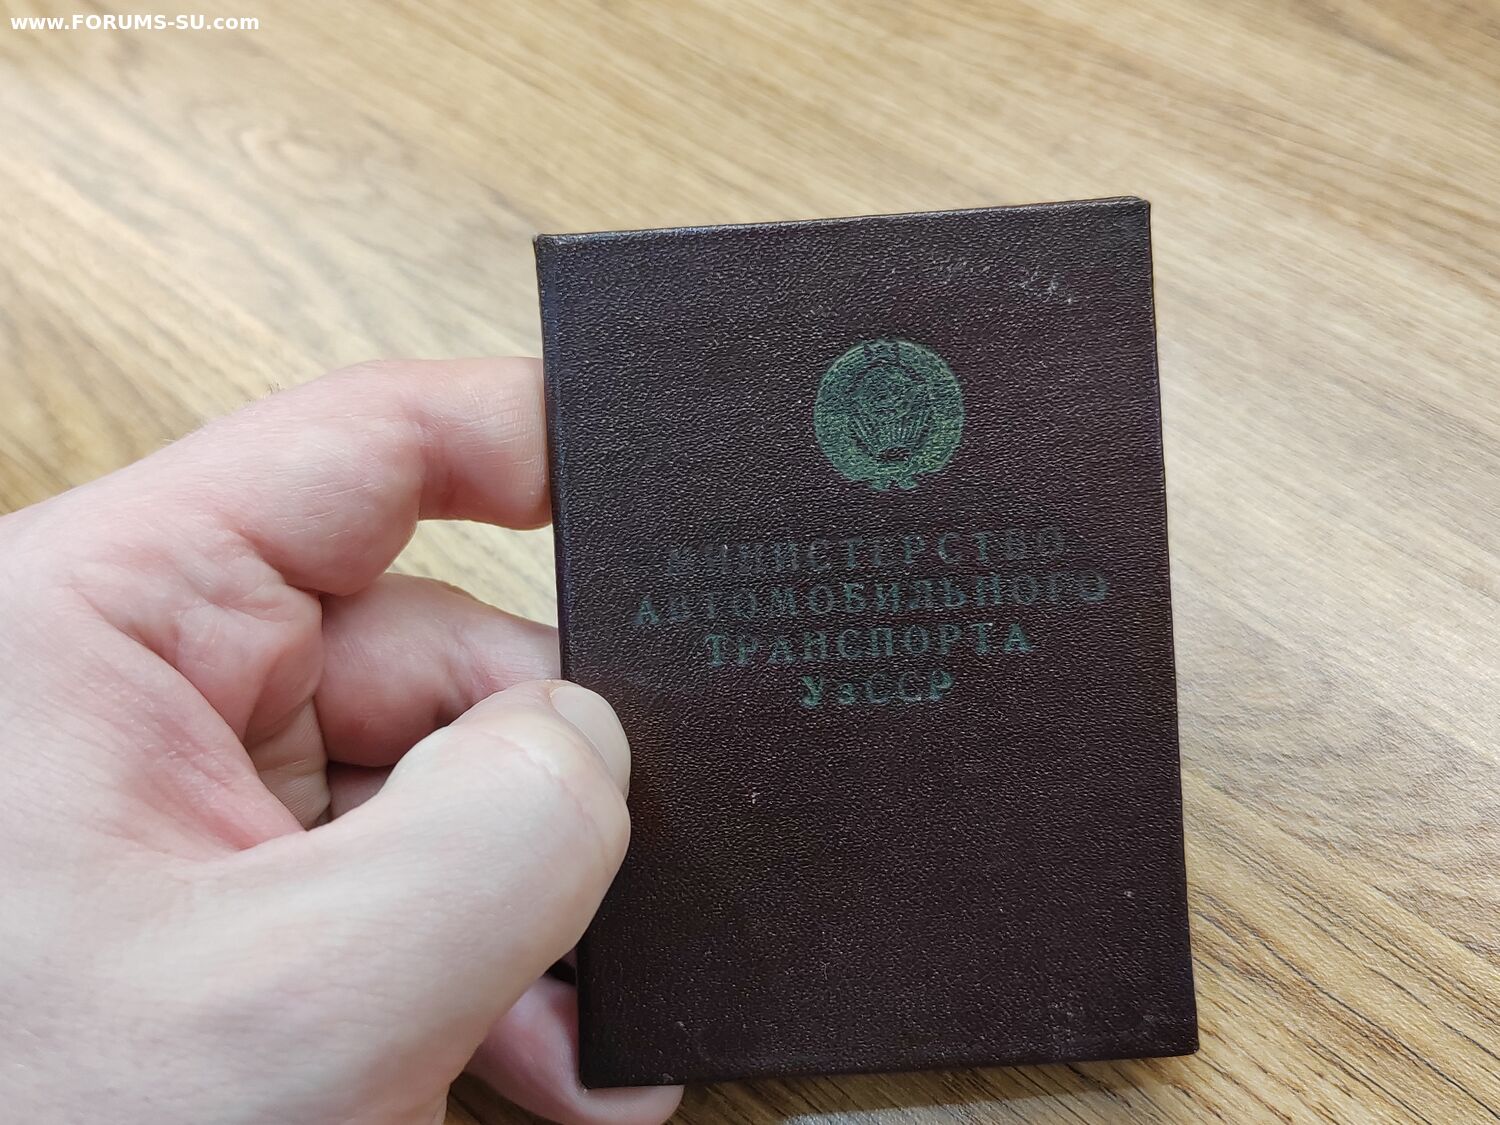 www.FORUMS-SU.com
МИНИСТЕРСТВО
АВТОМОБИЛЬНОГО
ТРАНСПОРТА
УзССР